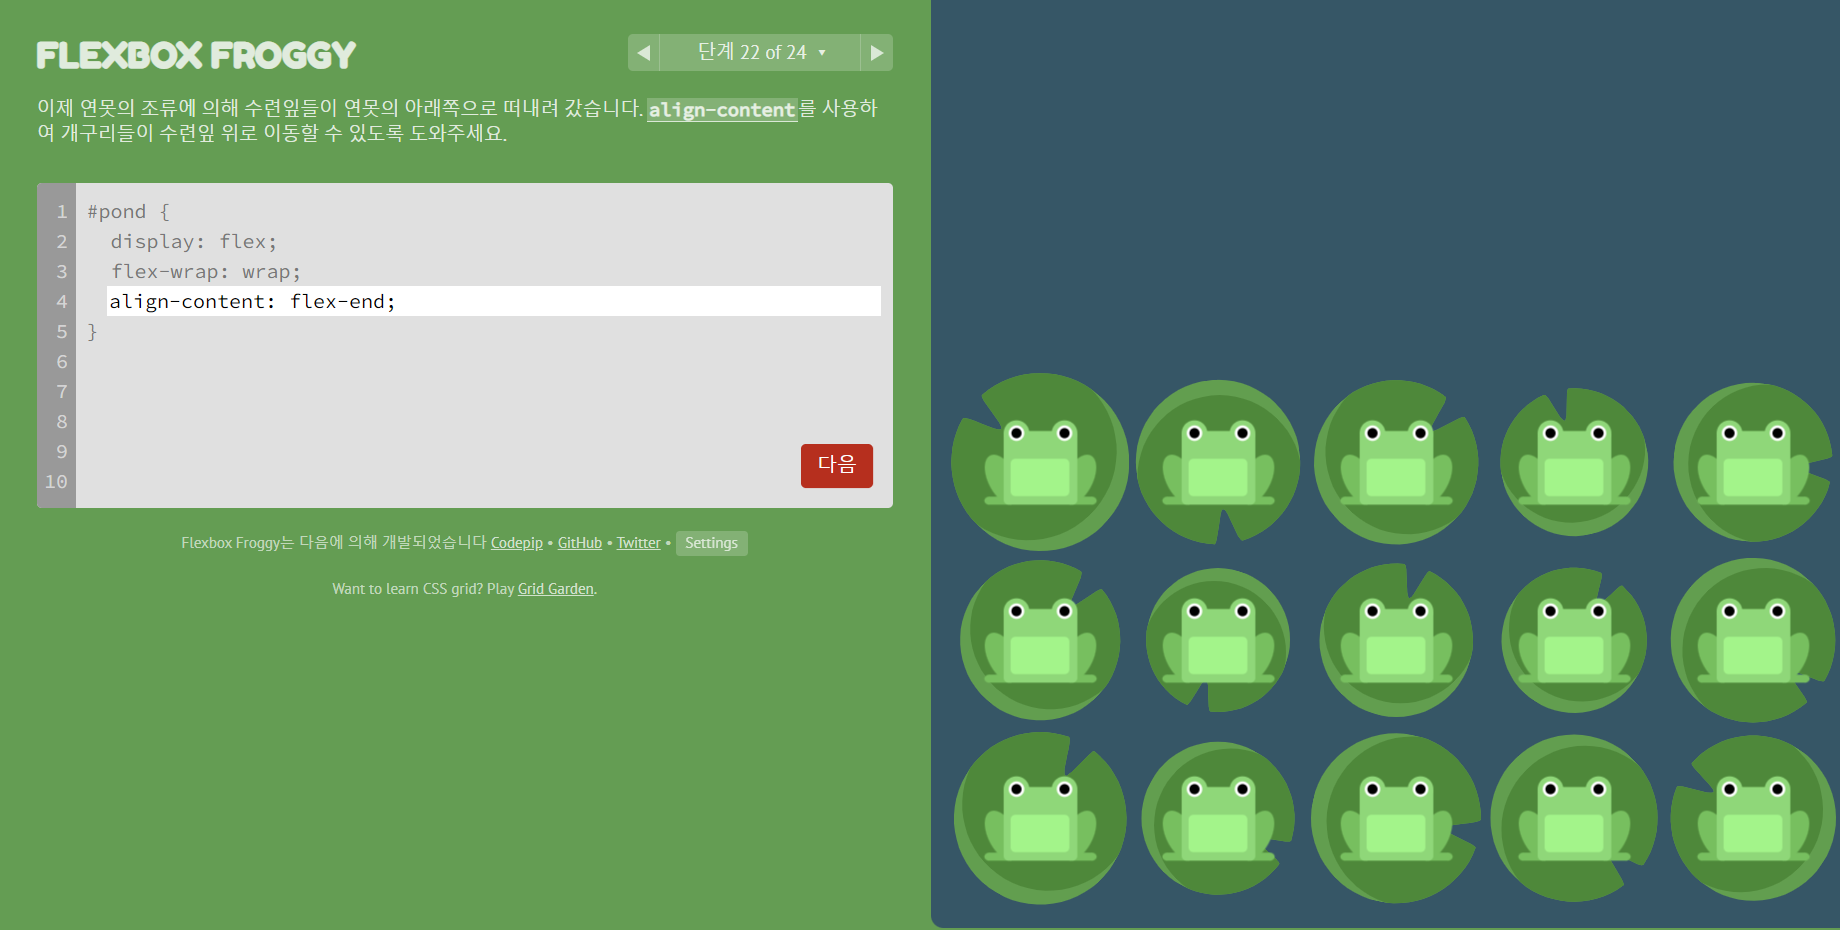 FLEXBOX FROGGY
◀ 단계 22 of 24 ▼ ▶
이제 연못의 조류에 의해 수련잎들이 연못의 아래쪽으로 떠내려 갔습니다. align-content를 사용하
여 개구리들이 수련잎 위로 이동할 수 있도록 도와주세요.
1 #pond {
2 display: flex;
3 flex-wrap: wrap;
4 align-content: flex-end;
5 }
6
7
8
9
10
다음
Flexbox Froggy는 다음에 의해 개발되었습니다 Codepip • GitHub • Twitter • Settings
Want to learn CSS grid? Play Grid Garden.